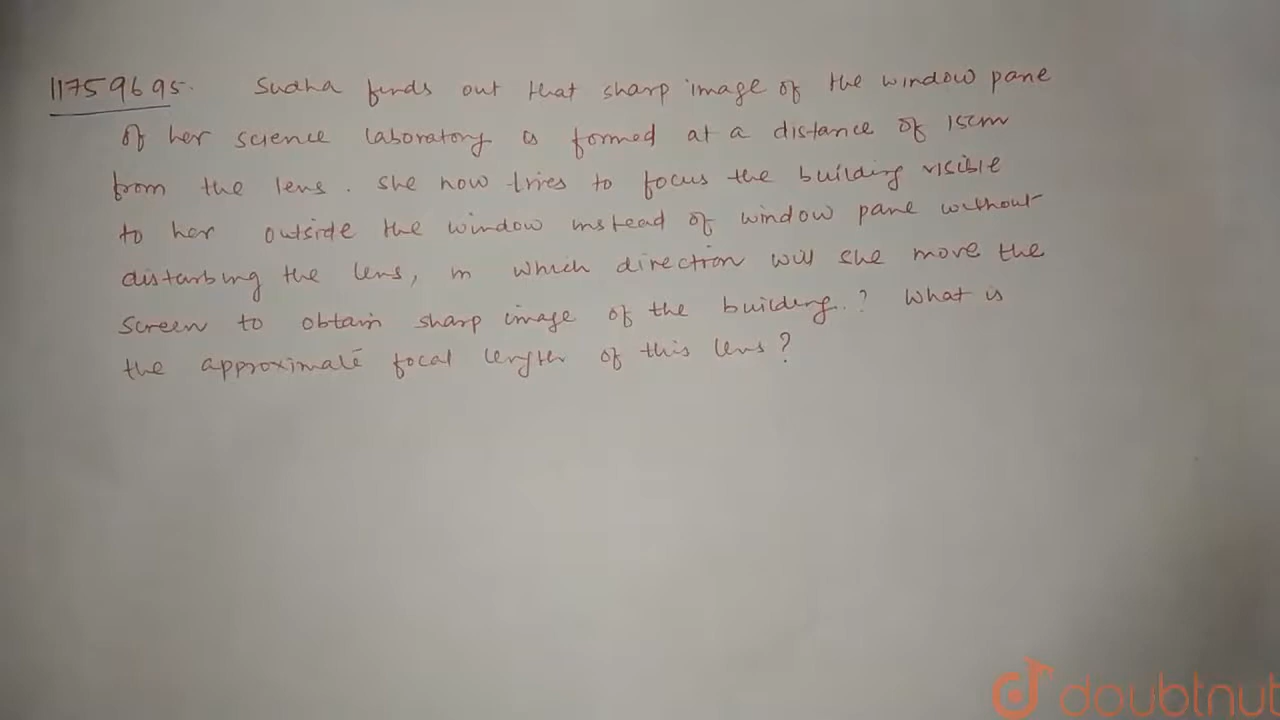 11759695. Sudha finds out that sharp image of the window pane
of her science laboratory is formed at a distance of 15cm
from the lens. She now tries to focus the building visible
to her outside the window instead of window pane without
disturbing the lens, in which direction will she move the
screen to obtain sharp image of the building.? What is
the approximate focal length of this lens?
doubtnut